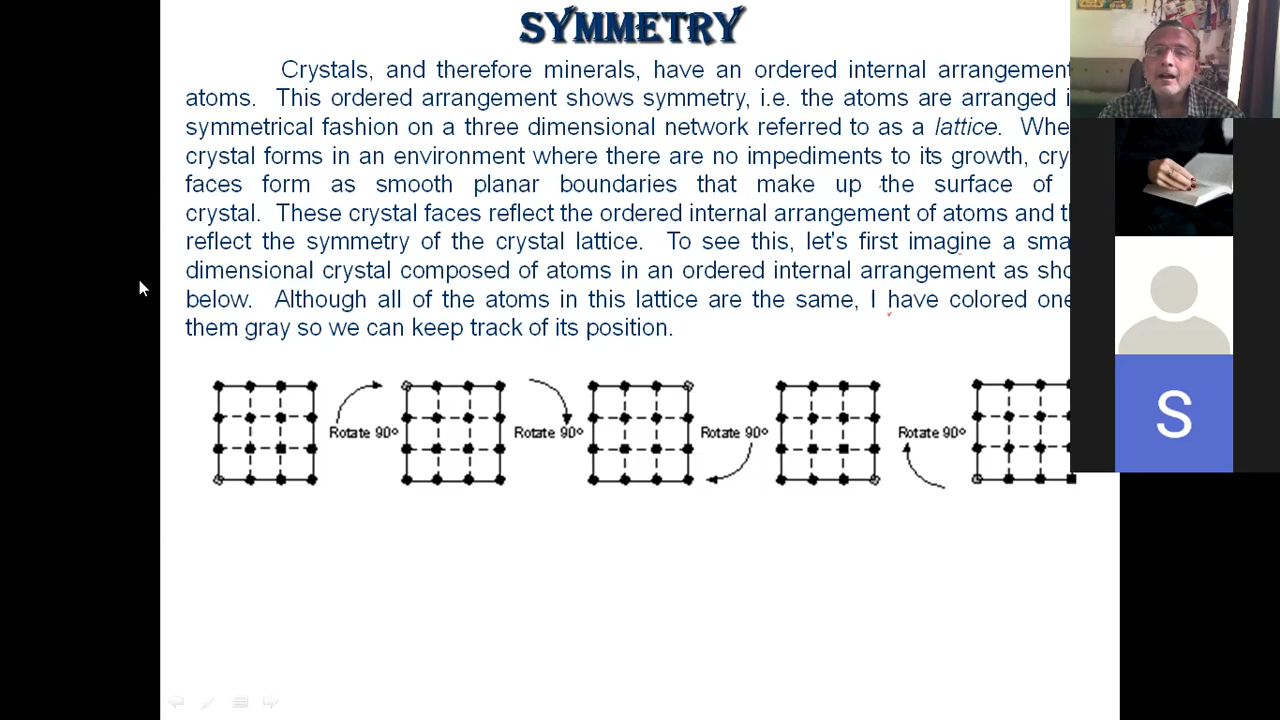 SYMMETRY
Crystals, and therefore minerals, have an ordered internal arrangement
atoms. This ordered arrangement shows symmetry, i.e. the atoms are arranged
symmetrical fashion on a three dimensional network referred to as a lattice.
crystal forms in an environment where there are no impediments to its growth,
faces form as smooth planar boundaries that make up the surface of
crystal. These crystal faces reflect the ordered internal arrangement of atoms and
reflect the symmetry of the crystal lattice. To see this, let's first imagine a
dimensional crystal composed of atoms in an ordered internal arrangement as
below. Although all of the atoms in this lattice are the same, I have colored one
them gray so we can keep track of its position.
Rotate 90° Rotate 90° Rotate 90° Rotate 90°
S